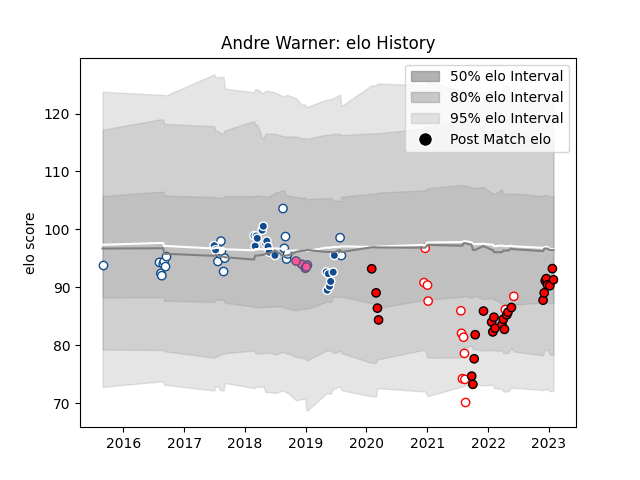 Andre Warner: elo History
50% elo Interval
80% elo Interval
95% elo Interval
Post Match elo
elo score
120
110
100
90
80
70
2016 2017 2018 2019 2020 2021 2022 2023